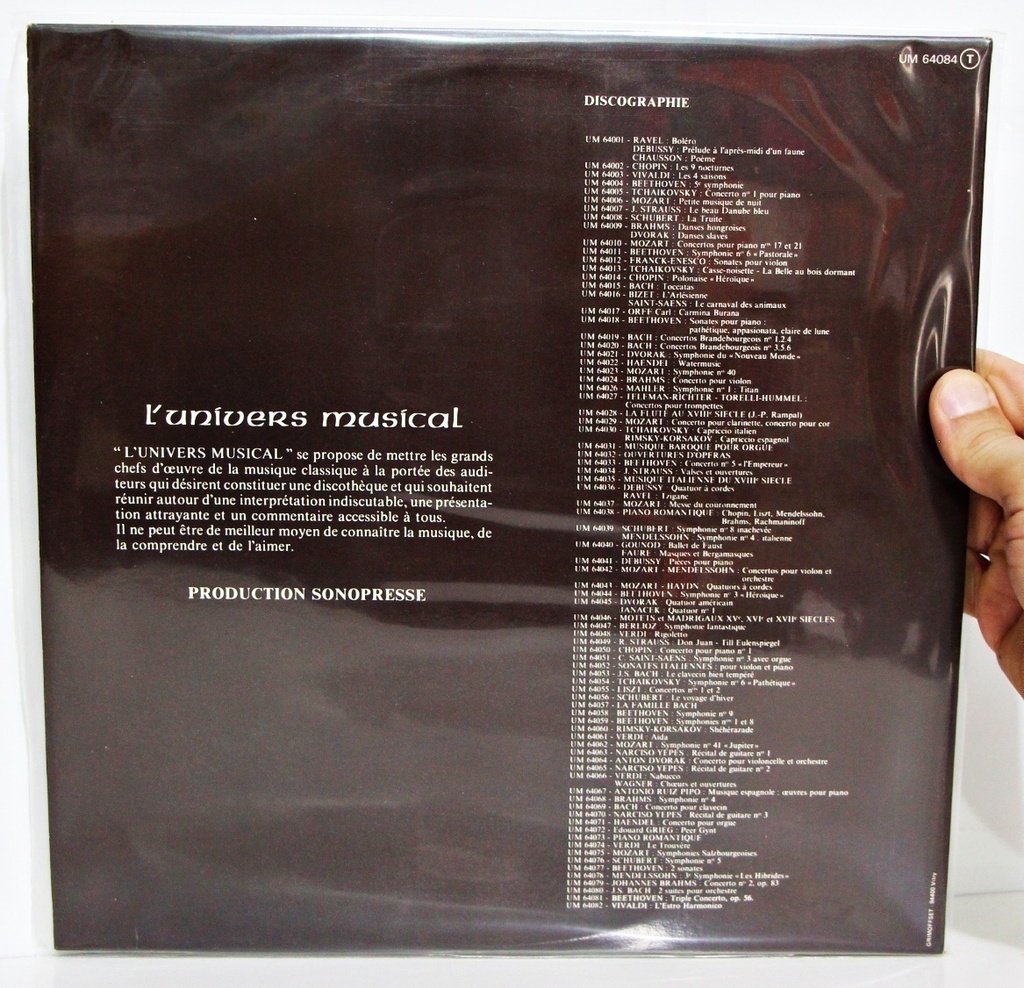 UM 64084 T
DISCOGRAPHIE
UM 64001 - RAVEL : Boléro
DEBUSSY : Prélude à l'après-midi d'un faune
CHAUSSON : Poème
UM 64002 - CHOPIN : Les 9 nocturnes
UM 64003 - VIVALDI : Les 4 saisons
UM 64004 - BEETHOVEN : 5e symphonie
UM 64005 - TCHAIKOVSKY : Concerto n° 1 pour piano
UM 64006 - MOZART : Petite musique de nuit
UM 64007 - J. STRAUSS : Le beau Danube bleu
UM 64008 - SCHUBERT : La Truite
UM 64009 - BRAHMS : Danses hongroises
DVORAK : Danses slaves
UM 64010 - MOZART : Concertos pour piano nos 17 et 21
UM 64011 - BEETHOVEN : Symphonie n° 6 « Pastorale »
UM 64012 - FRANCK-ENESCO : Sonates pour violon
UM 64013 - TCHAIKOVSKY : Casse-noisette - La Belle au bois dormant
UM 64014 - CHOPIN : Polonaise « Héroïque »
UM 64015 - BACH : Toccatas
UM 64016 - BIZET : L'Arlésienne
SAINT-SAENS : Le carnaval des animaux
UM 64017 - ORFF Carl : Carmina Burana
UM 64018 - BEETHOVEN : Sonates pour piano :
pathétique, appasionata, claire de lune
UM 64019 - BACH : Concertos Brandebourgeois n° 1.2.4
UM 64020 - BACH : Concertos Brandebourgeois n° 3.5.6
UM 64021 - DVORAK : Symphonie du « Nouveau Monde »
UM 64022 - HAENDEL : Watermusic
UM 64023 - MOZART : Symphonie n° 40
UM 64024 - BRAHMS : Concerto pour violon
UM 64026 - MAHLER : Symphonie n° 1 : Titan
UM 64027 - TELEMAN-RICHTER - TORELLI-HUMMEL :
Concertos pour trompettes
UM 64028 - LA FLUTE AU XVIIIe SIECLE (J.-P. Rampal)
UM 64029 - MOZART : Concerto pour clarinette, concerto pour cor
UM 64030 - TCHAIKOVSKY : Capriccio italien
RIMSKY-KORSAKOV : Capriccio espagnol
UM 64031 - MUSIQUE BAROQUE POUR ORGUE
UM 64032 - OUVERTURES D'OPERAS
UM 64033 - BEETHOVEN : Concerto n° 5 « l'Empereur »
UM 64034 - J. STRAUSS : Valses et ouvertures
UM 64035 - MUSIQUE ITALIENNE DU XVIIIe SIECLE
UM 64036 - DEBUSSY : Quatuor à cordes
RAVEL : Tzigane
UM 64037 - MOZART : Messe du couronnement
UM 64038 - PIANO ROMANTIQUE : Chopin, Liszt, Mendelssohn,
Brahms, Rachmaninoff
UM 64039 SCHUBERT : Symphonie n° 8 inachevée
MENDELSSOHN : Symphonie n° 4 : italienne
UM 64040 - GOUNOD : Ballet de Faust
FAURE : Masques et Bergamasques
UM 64041 - DEBUSSY : Pièces pour piano
UM 64042 - MOZART - MENDELSSOHN : Concertos pour violon et
orchestre
UM 64043 - MOZART - HAYDN : Quatuors à cordes
UM 64044 - BEETHOVEN : Symphonie n° 3 « Héroïque »
UM 64045 - DVORAK : Quatuor américain
JANACEK : Quatuor n° 1
UM 64046 - MOTETS et MADRIGAUX XVe, XVIe et XVIIe SIECLES
UM 64047 - BERLIOZ : Symphonie fantastique
UM 64048 - VERDI : Rigoletto
UM 64049 - R. STRAUSS : Don Juan - Till Eulenspiegel
UM 64050 - CHOPIN : Concerto pour piano n° 1
UM 64051 - C. SAINT-SAENS : Symphonie n° 3 avec orgue
UM 64052 - SONATES ITALIENNES : pour violon et piano
UM 64053 - J.S. BACH : Le clavecin bien tempéré
UM 64054 - TCHAIKOVSKY : Symphonie n° 6 « Pathétique »
UM 64055 - LISZT : Concertos n° 1 et 2
UM 64056 - SCHUBERT : Le voyage d'hiver
UM 64057 - LA FAMILLE BACH
UM 64058 BEETHOVEN : Symphonie n° 9
UM 64059 - BEETHOVEN : Symphonies nos 1 et 8
UM 64060 - RIMSKY-KORSAKOV : Shéhérazade
UM 64061 - VERDI : Aida
UM 64062 - MOZART : Symphonie n° 41 « Jupiter »
UM 64063 - NARCISO YEPES : Récital de guitare n° 1
UM 64064 - ANTON DVORAK : Concerto pour violoncelle et orchestre
UM 64065 - NARCISO YEPES : Récital de guitare n° 2
UM 64066 - VERDI : Nabucco
WAGNER : Chœurs et ouvertures
UM 64067 - ANTONIO RUIZ PIPO : Musique espagnole : œuvres pour piano
UM 64068 - BRAHMS : Symphonie n° 4
UM 64069 - BACH : Concerto pour clavecin
UM 64070 - NARCISO YEPES : Récital de guitare n° 3
UM 64071 - HAENDEL : Concerto pour orgue
UM 64072 - Edouard GRIEG : Peer Gynt
UM 64073 - PIANO ROMANTIQUE
UM 64074 - VERDI : Le Trouvère
UM 64075 - MOZART : Symphonies Salzbourgeoises
UM 64076 - SCHUBERT : Symphonie n° 5
UM 64077 - BEETHOVEN : 2 sonates
UM 64078 - MENDELSSOHN : 3e Symphonie « Les Hibrides »
UM 64079 - JOHANNES BRAHMS : Concerto n° 2, op. 83
UM 64080 - J.S. BACH : 2 suites pour orchestre
UM 64081 - BEETHOVEN : Triple Concerto, op. 56.
UM 64082 - VIVALDI : L'Estro Harmonico
L'univers musical
“ L'UNIVERS MUSICAL ” se propose de mettre les grands
chefs d'œuvre de la musique classique à la portée des audi-
teurs qui désirent constituer une discothèque et qui souhaitent
réunir autour d'une interprétation indiscutable, une présenta-
tion attrayante et un commentaire accessible à tous.
Il ne peut être de meilleur moyen de connaître la musique, de
la comprendre et de l'aimer.
PRODUCTION SONOPRESSE
GRIMOFFSET - 94400 Vitry